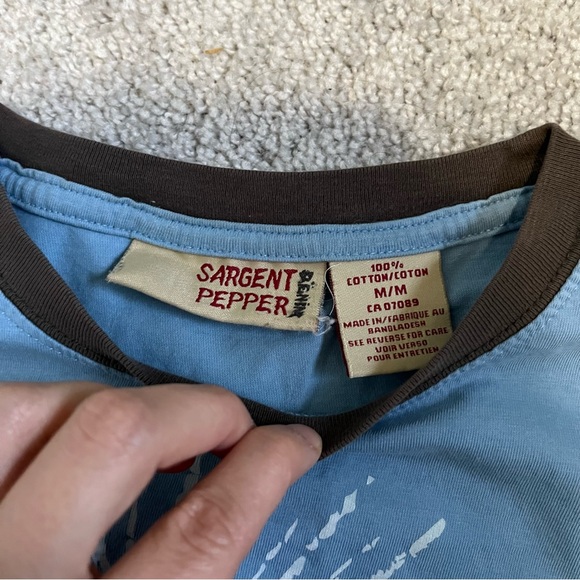 SARGENT
PEPPER
100%
COTTON/COTON
M/M
CA 07089
MADE IN/FABRIQUE AU
BANGLADESH
SEE REVERSE FOR CARE
VOIR VERSO
POUR ENTRETIEN